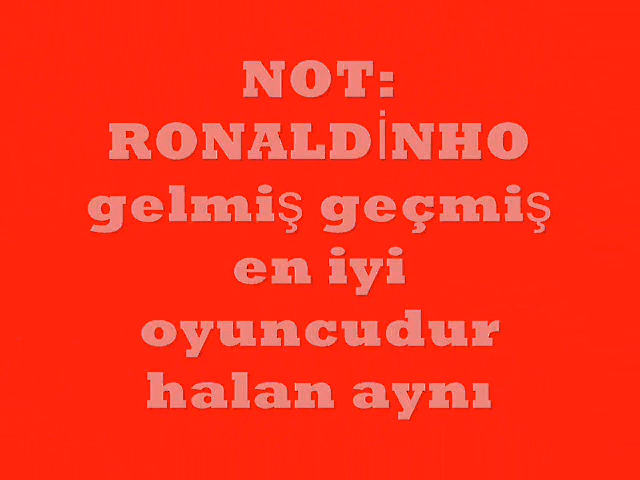 NOT:
RONALDİNHO
gelmiş geçmiş
en iyi
oyuncudur
halan aynı